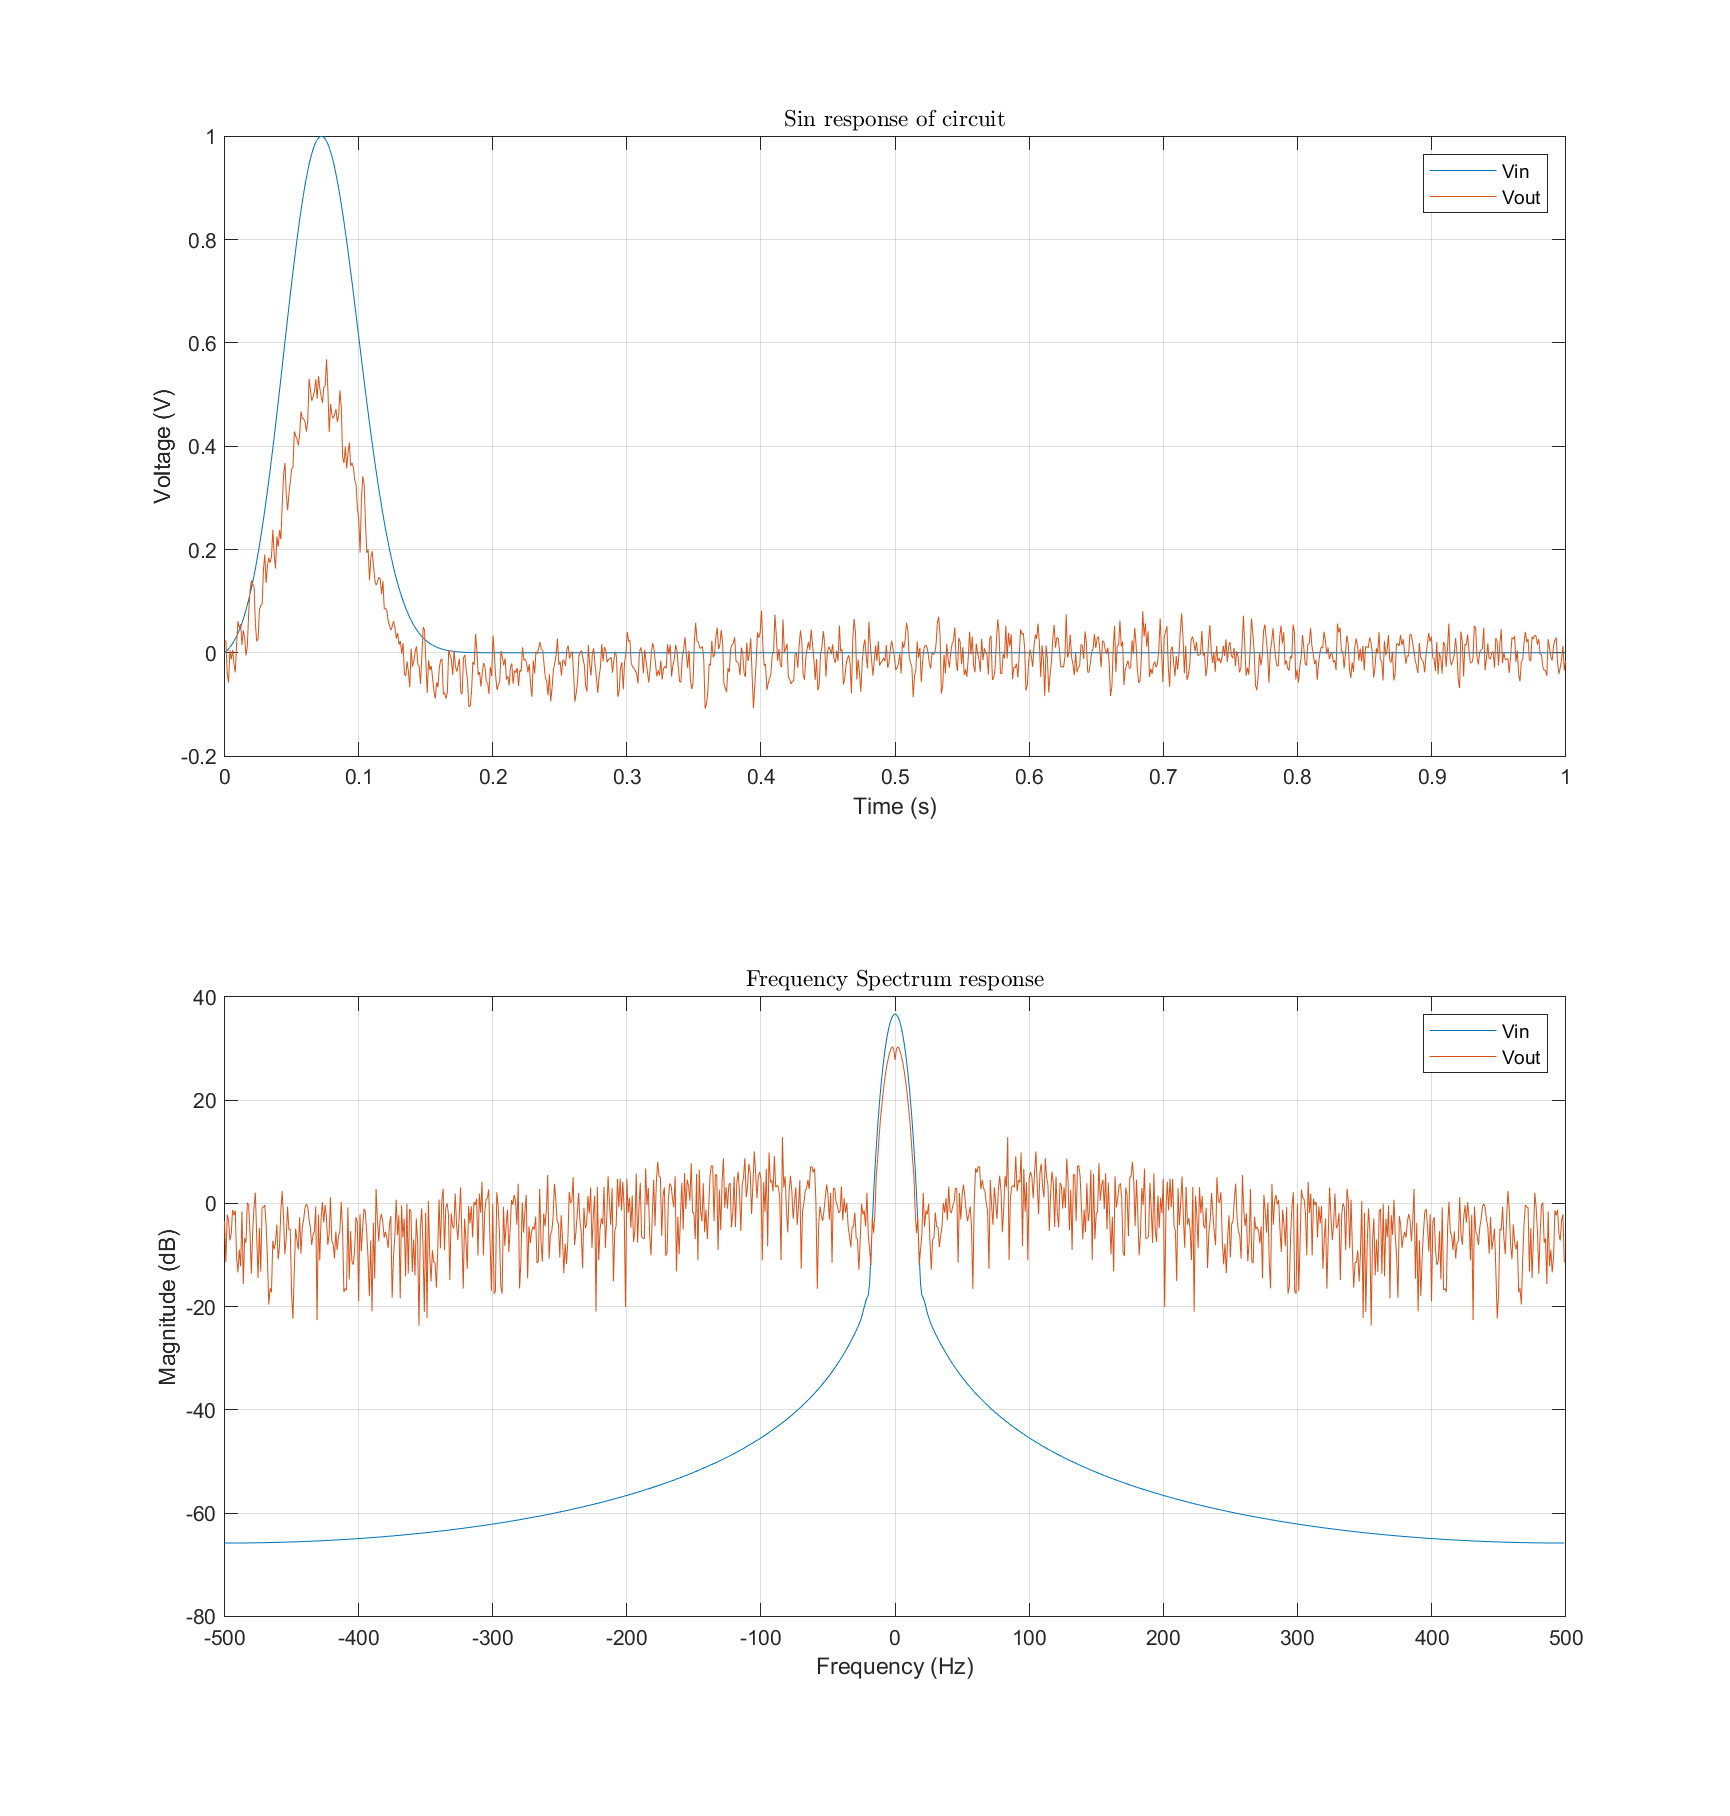 Sin response of circuit
1
0.8
0.6
0.4
0.2
0
-0.2
Voltage (V)
Vin
Vout
0 0.1 0.2 0.3 0.4 0.5 0.6 0.7 0.8 0.9 1
Time (s)
Frequency Spectrum response
40
20
0
-20
-40
-60
-80
Magnitude (dB)
Vin
Vout
-500 -400 -300 -200 -100 0 100 200 300 400 500
Frequency (Hz)